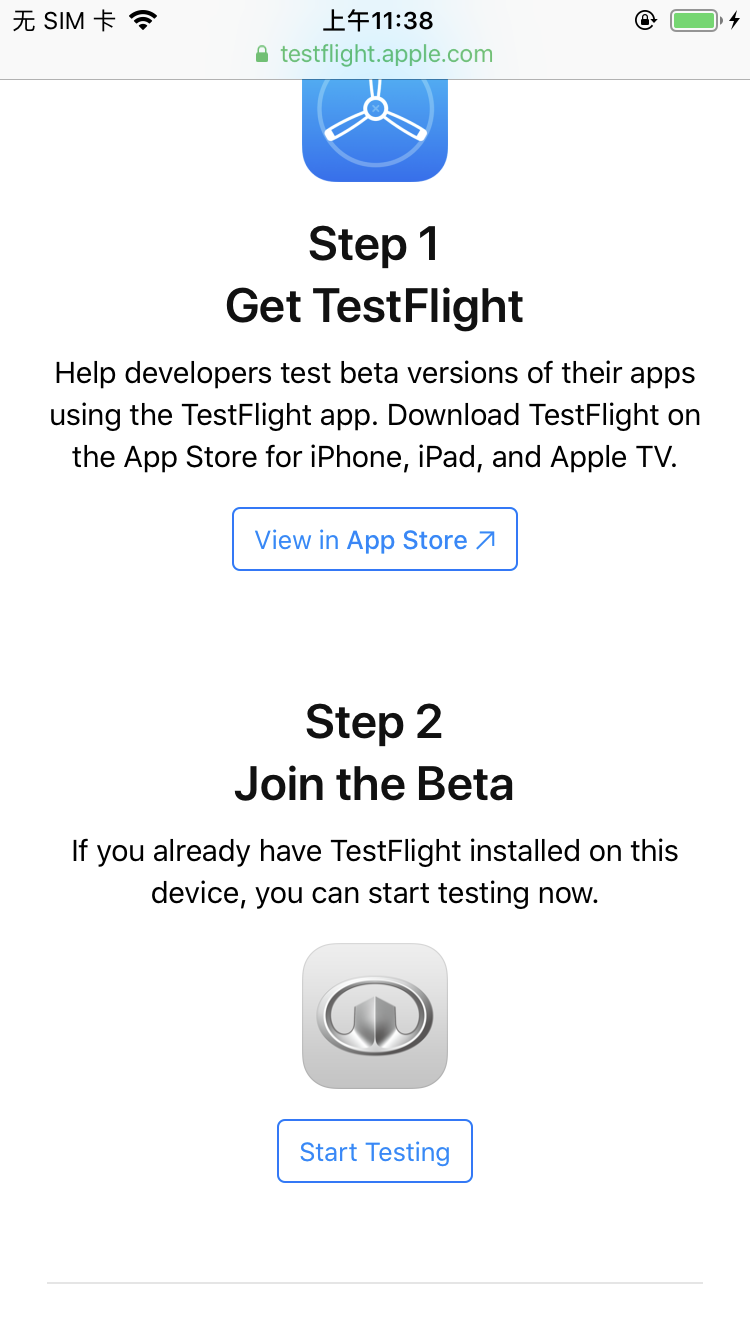 无 SIM 卡 上午11:38
testflight.apple.com
Step 1
Get TestFlight
Help developers test beta versions of their apps
using the TestFlight app. Download TestFlight on
the App Store for iPhone, iPad, and Apple TV.
View in App Store
Step 2
Join the Beta
If you already have TestFlight installed on this
device, you can start testing now.
Start Testing